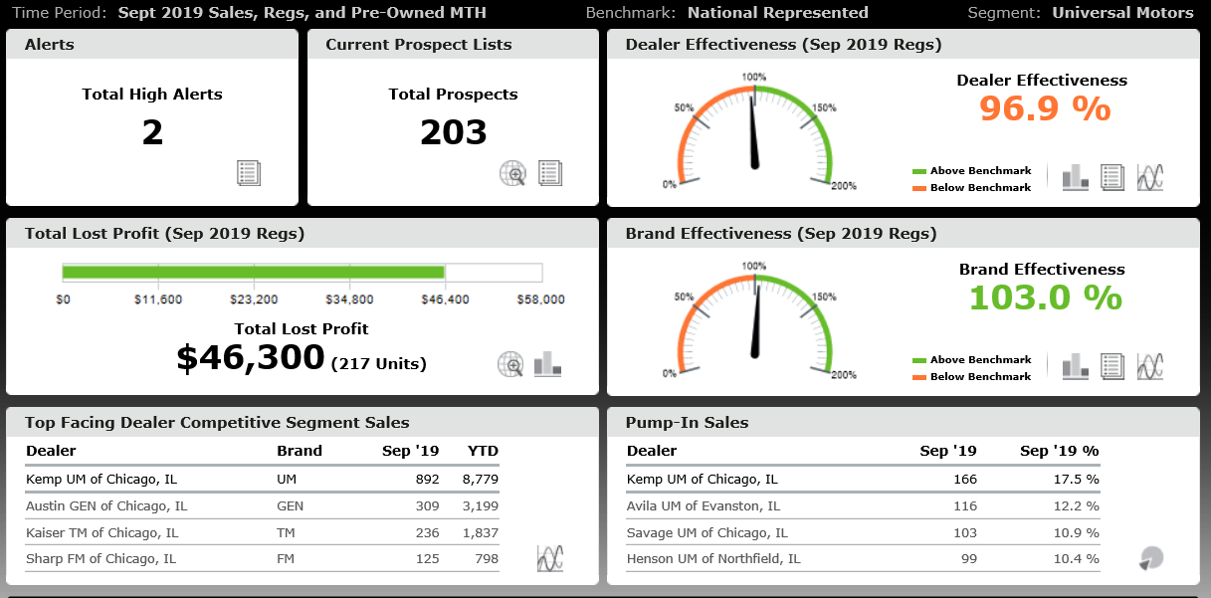 Time Period: Sept 2019 Sales, Regs, and Pre-Owned MTH Benchmark: National Represented Segment: Universal Motors
Alerts
Total High Alerts
2
Current Prospect Lists
Total Prospects
203
Dealer Effectiveness (Sep 2019 Regs)
0%
50%
100%
150%
200%
Dealer Effectiveness
96.9 %
Above Benchmark
Below Benchmark
Total Lost Profit (Sep 2019 Regs)
$0 $11,600 $23,200 $34,800 $46,400 $58,000
Total Lost Profit
$46,300 (217 Units)
Brand Effectiveness (Sep 2019 Regs)
0%
50%
100%
150%
200%
Brand Effectiveness
103.0 %
Above Benchmark
Below Benchmark
Top Facing Dealer Competitive Segment Sales
Dealer Brand Sep '19 YTD
Kemp UM of Chicago, IL UM 892 8,779
Austin GEN of Chicago, IL GEN 309 3,199
Kaiser TM of Chicago, IL TM 236 1,837
Sharp FM of Chicago, IL FM 125 798
Pump-In Sales
Dealer Sep '19 Sep '19 %
Kemp UM of Chicago, IL 166 17.5 %
Avila UM of Evanston, IL 116 12.2 %
Savage UM of Chicago, IL 103 10.9 %
Henson UM of Northfield, IL 99 10.4 %